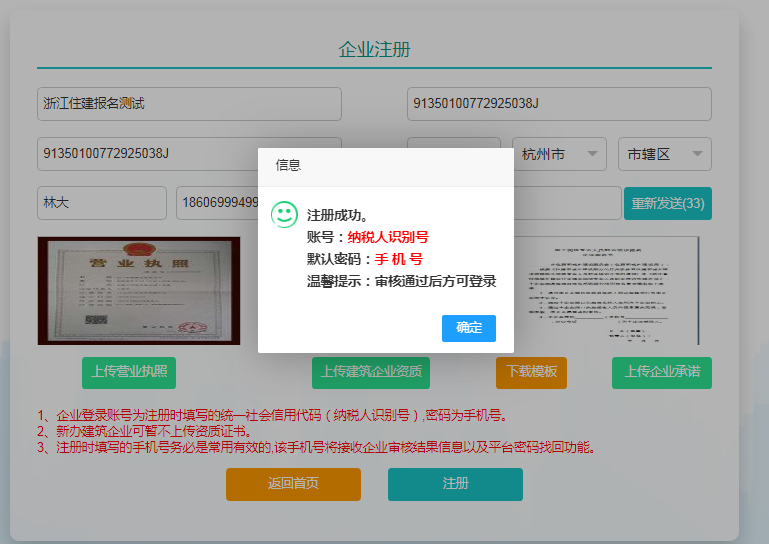 企业注册
浙江住建报名测试
91350100772925038J
91350100772925038J
杭州市
市辖区
林大
18606999499
重新发送(33)
信息
注册成功。
账号：纳税人识别号
默认密码：手 机 号
温馨提示：审核通过后方可登录
确定
营业执照
上传营业执照
上传建筑企业资质
下载模板
上传企业承诺
1、企业登录账号为注册时填写的统一社会信用代码（纳税人识别号）,密码为手机号。
2、新办建筑企业可暂不上传资质证书。
3、注册时填写的手机号务必是常用有效的,该手机号将接收企业审核结果信息以及平台密码找回功能。
返回首页
注册